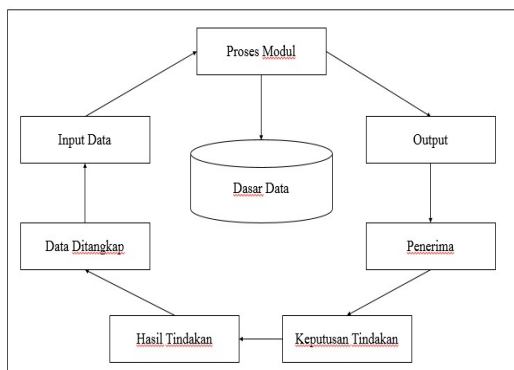 Proses Modul
Input Data
Output
Dasar Data
Data Ditangkap
Penerima
Hasil Tindakan
Keputusan Tindakan